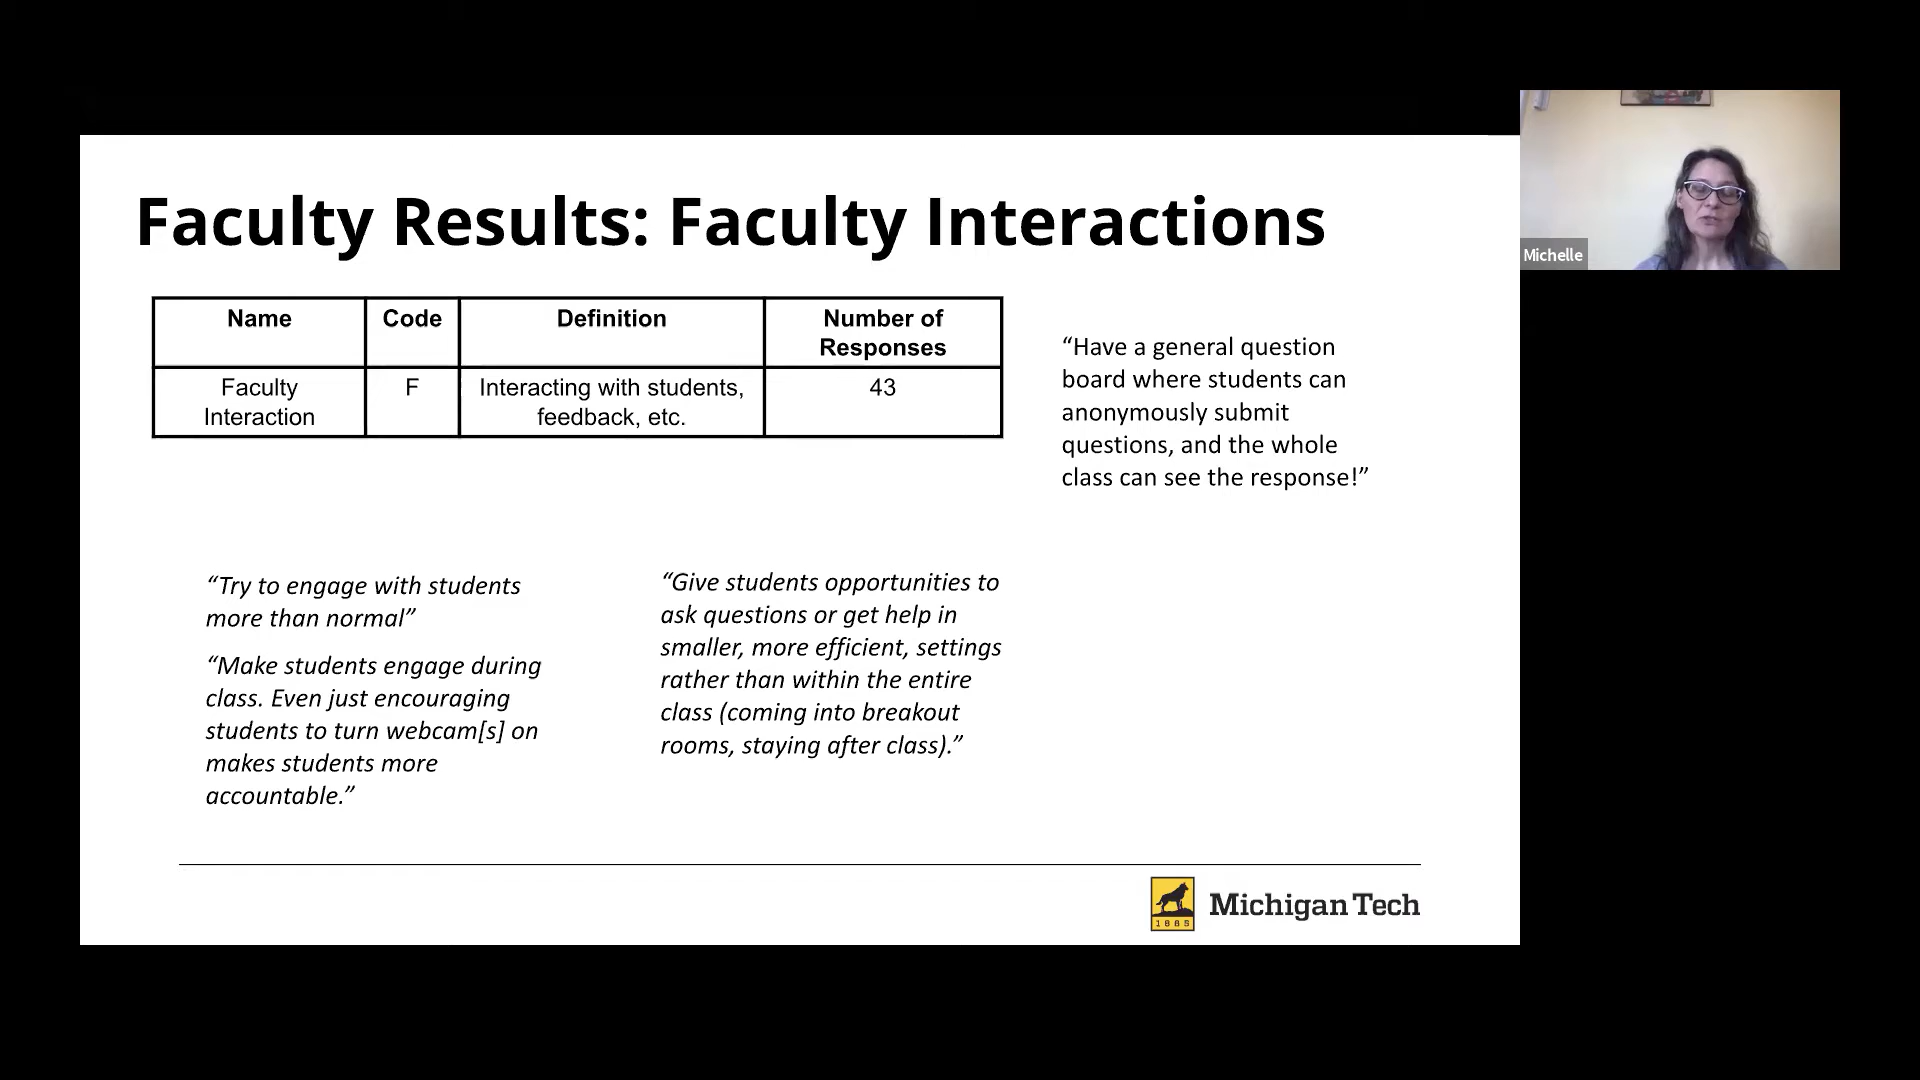 Faculty Results: Faculty Interactions
Name
Code
Definition
Number of
Responses
Faculty
Interaction
F
Interacting with students,
feedback, etc.
43
“Have a general question
board where students can
anonymously submit
questions, and the whole
class can see the response!”
“Try to engage with students
more than normal”
“Make students engage during
class. Even just encouraging
students to turn webcam[s] on
makes students more
accountable.”
“Give students opportunities to
ask questions or get help in
smaller, more efficient, settings
rather than within the entire
class (coming into breakout
rooms, staying after class).”
1885
Michigan Tech
Michelle